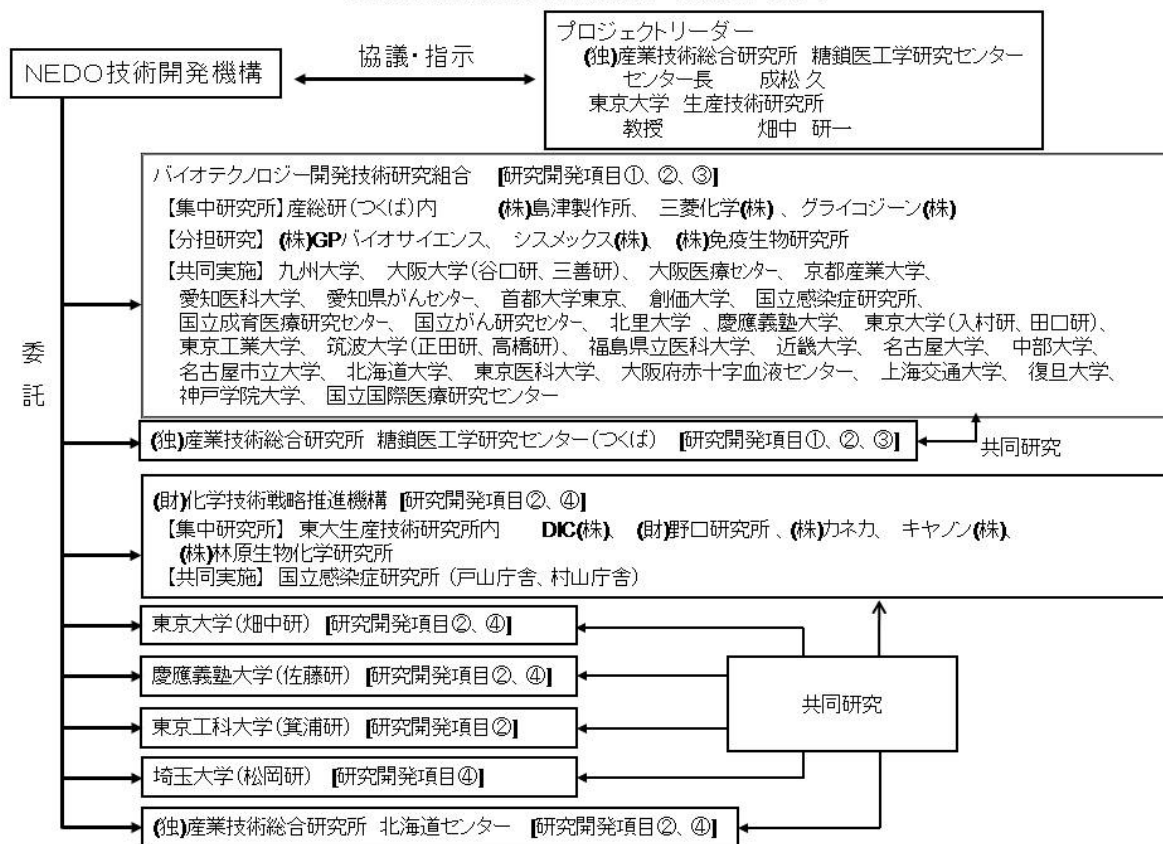 プロジェクトリーダー
(独)産業技術総合研究所 糖鎖医工学研究センター
センター長 成松 久
東京大学 生産技術研究所
教授 畑中 研一
協議・指示
NEDO技術開発機構
バイオテクノロジー開発技術研究組合 [研究開発項目①、②、③]
【集中研究所】産総研(つくば)内 (株)島津製作所、三菱化学(株)、グライコジーン(株)
【分担研究】(株)GPバイオサイエンス、シスメックス(株)、(株)免疫生物研究所
【共同実施】九州大学、大阪大学(谷口研、三善研)、大阪医療センター、京都産業大学、
愛知医科大学、愛知県がんセンター、首都大学東京、創価大学、国立感染症研究所、
国立成育医療研究センター、国立がん研究センター、北里大学、慶應義塾大学、東京大学(入村研、田口研)、
東京工業大学、筑波大学(正田研、高橋研)、福島県立医科大学、近畿大学、名古屋大学、中部大学、
名古屋市立大学、北海道大学、東京医科大学、大阪府赤十字血液センター、上海交通大学、復旦大学、
神戸学院大学、国立国際医療研究センター
委託
(独)産業技術総合研究所 糖鎖医工学研究センター(つくば) [研究開発項目①、②、③]
共同研究
(財)化学技術戦略推進機構 [研究開発項目②、④]
【集中研究所】東大生産技術研究所内 DIC(株)、(財)野口研究所、(株)カネカ、キヤノン(株)、
(株)林原生物化学研究所
【共同実施】国立感染症研究所(戸山庁舎、村山庁舎)
東京大学(畑中研) [研究開発項目②、④]
慶應義塾大学(佐藤研) [研究開発項目②、④]
共同研究
東京工科大学(箕浦研) [研究開発項目②]
埼玉大学(松岡研) [研究開発項目④]
(独)産業技術総合研究所 北海道センター [研究開発項目②、④]